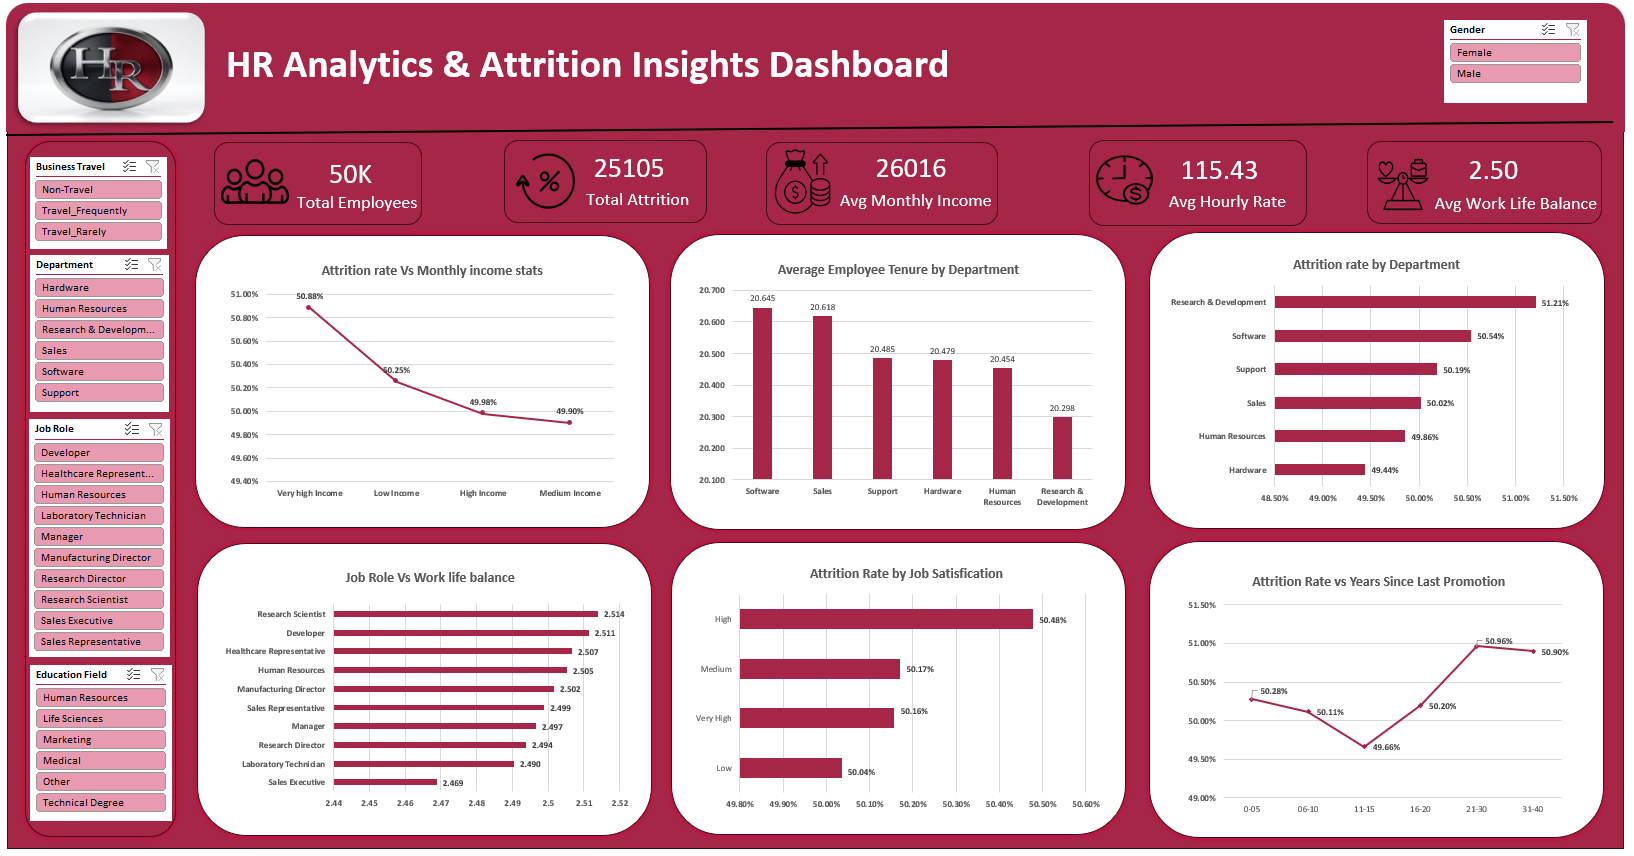 HR
HR Analytics & Attrition Insights Dashboard
Gender
Female
Male
Business Travel
Non-Travel
Travel_Frequently
Travel_Rarely
Department
Hardware
Human Resources
Research & Developm...
Sales
Software
Support
Job Role
Developer
Healthcare Represent...
Human Resources
Laboratory Technician
Manager
Manufacturing Director
Research Director
Research Scientist
Sales Executive
Sales Representative
Education Field
Human Resources
Life Sciences
Marketing
Medical
Other
Technical Degree
50K
Total Employees
%
25105
Total Attrition
$
26016
Avg Monthly Income
$
115.43
Avg Hourly Rate
2.50
Avg Work Life Balance
Attrition rate Vs Monthly income stats
51.00%
50.80%
50.60%
50.40%
50.20%
50.00%
49.80%
49.60%
49.40%
50.88%
50.25%
49.98%
49.90%
Very high Income
Low Income
High Income
Medium Income
Average Employee Tenure by Department
20.700
20.600
20.500
20.400
20.300
20.200
20.100
20.645
20.618
20.485
20.479
20.454
20.298
Software
Sales
Support
Hardware
Human
Resources
Research &
Development
Attrition rate by Department
Research & Development
51.21%
Software
50.54%
Support
50.19%
Sales
50.02%
Human Resources
49.86%
Hardware
49.44%
48.50%
49.00%
49.50%
50.00%
50.50%
51.00%
51.50%
Job Role Vs Work life balance
Research Scientist
2.514
Developer
2.511
Healthcare Representative
2.507
Human Resources
2.505
Manufacturing Director
2.502
Sales Representative
2.499
Manager
2.497
Research Director
2.494
Laboratory Technician
2.490
Sales Executive
2.469
2.44
2.45
2.46
2.47
2.48
2.49
2.5
2.51
2.52
Attrition Rate by Job Satisfication
High
50.48%
Medium
50.17%
Very High
50.16%
Low
50.04%
49.80%
49.90%
50.00%
50.10%
50.20%
50.30%
50.40%
50.50%
50.60%
Attrition Rate vs Years Since Last Promotion
51.50%
51.00%
50.50%
50.00%
49.50%
49.00%
50.28%
50.11%
49.66%
50.20%
50.96%
50.90%
0-05
06-10
11-15
16-20
21-30
31-40